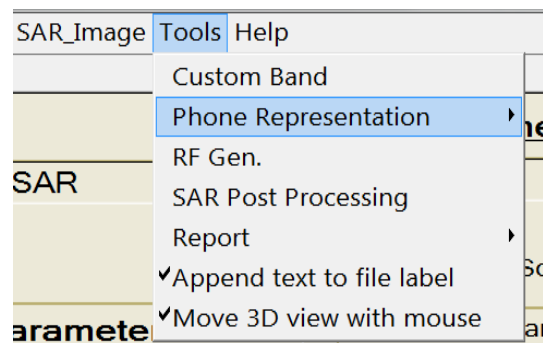 SAR_Image Tools Help
Custom Band
Phone Representation
RF Gen.
SAR
SAR Post Processing
Report
Append text to file label
Move 3D view with mouse